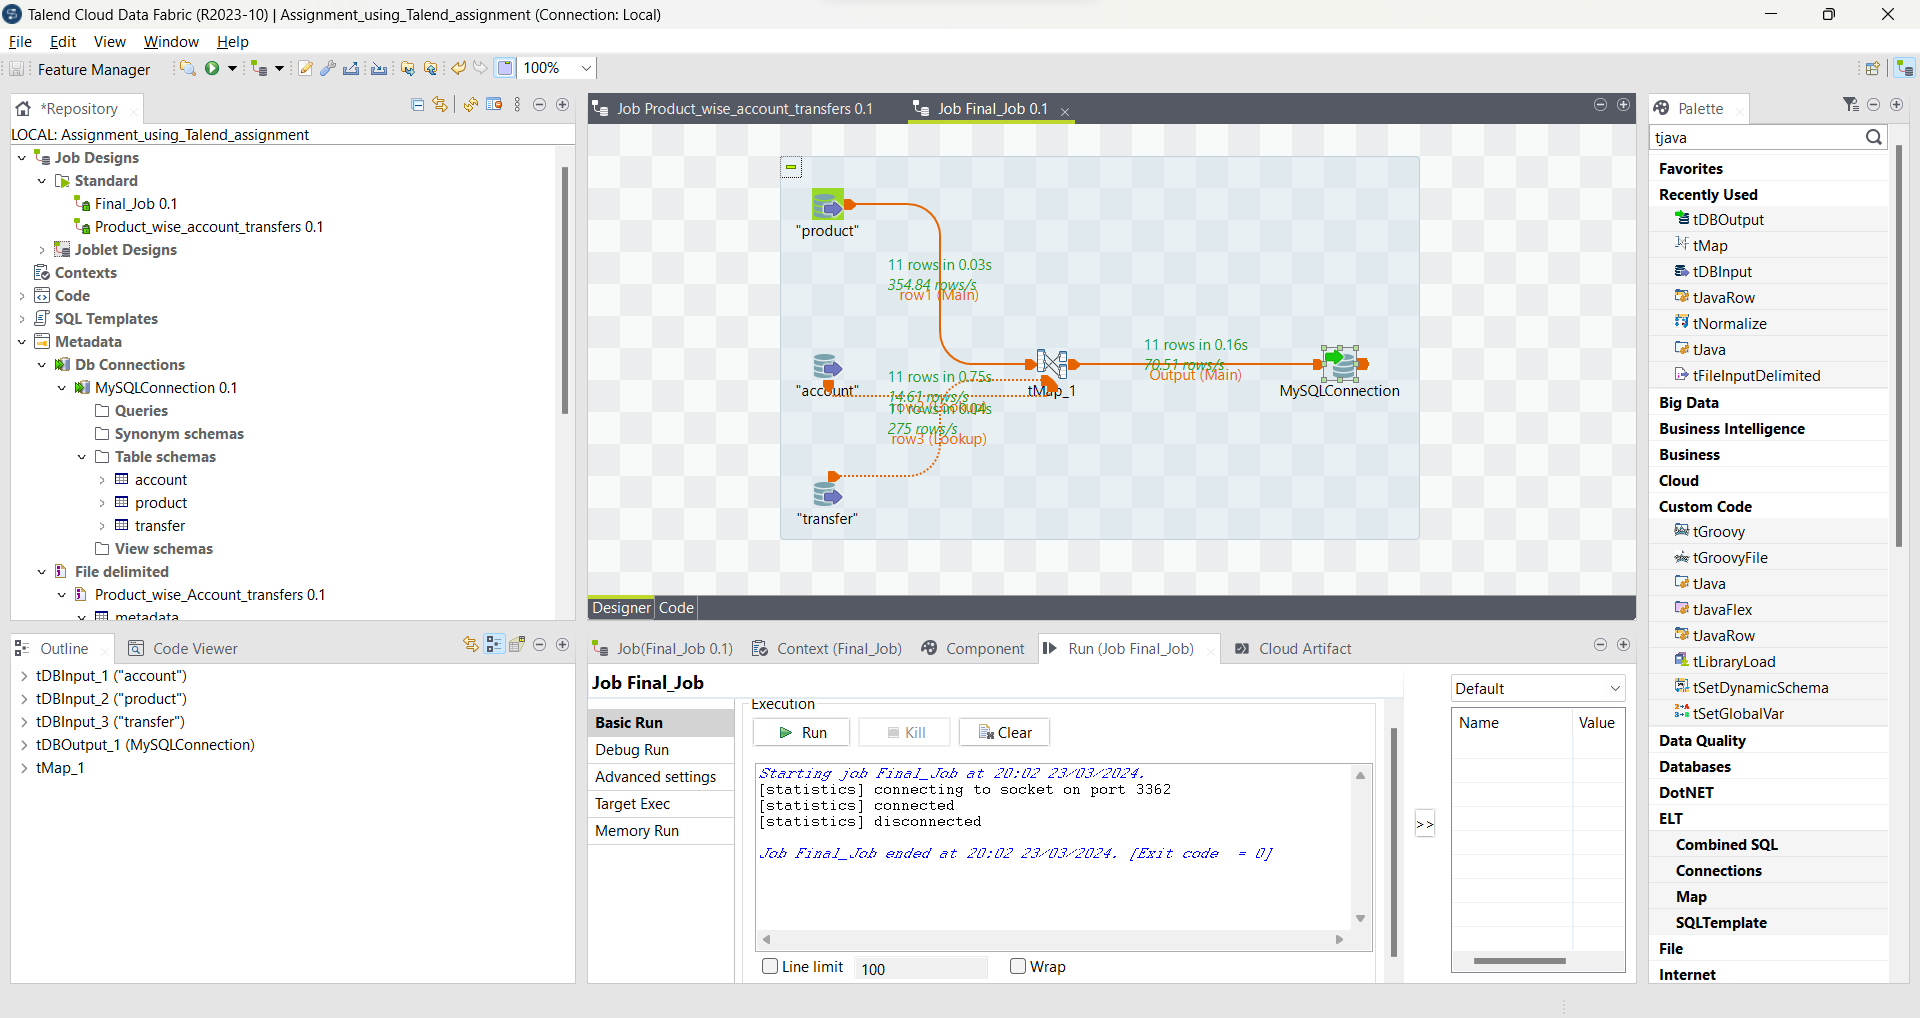 Talend Cloud Data Fabric (R2023-10) | Assignment_using_Talend_assignment (Connection: Local)
File Edit View Window Help
Feature Manager
100%
*Repository
LOCAL: Assignment_using_Talend_assignment
Job Designs
Standard
Final_Job 0.1
Product_wise_account_transfers 0.1
Joblet Designs
Contexts
Code
SQL Templates
Metadata
Db Connections
MySQLConnection 0.1
Queries
Synonym schemas
Table schemas
account
product
transfer
View schemas
File delimited
Product_wise_Account_transfers 0.1
metadata
Outline
Code Viewer
tDBInput_1 ("account")
tDBInput_2 ("product")
tDBInput_3 ("transfer")
tDBOutput_1 (MySQLConnection)
tMap_1
Job Product_wise_account_transfers 0.1
Job Final_Job 0.1
"product"
11 rows in 0.03s
354.84 rows/s
row1 (Main)
"account"
11 rows in 0.75s
14.61 rows/s
row2 (Lookup)
11 rows in 0.04s
275 rows/s
row3 (Lookup)
"transfer"
tMap_1
11 rows in 0.16s
70.51 rows/s
Output (Main)
MySQLConnection
Designer Code
Job(Final_Job 0.1)
Context (Final_Job)
Component
Run (Job Final_Job)
Cloud Artifact
Job Final_Job
Basic Run
Debug Run
Advanced settings
Target Exec
Memory Run
Execution
Run
Kill
Clear
Starting job Final_Job at 20:02 23/03/2024.
[statistics] connecting to socket on port 3362
[statistics] connected
[statistics] disconnected
Job Final_Job ended at 20:02 23/03/2024. [Exit code = 0]
Line limit 100
Wrap
>>
Default
Name Value
Palette
tjava
Favorites
Recently Used
tDBOutput
tMap
tDBInput
tJavaRow
tNormalize
tJava
tFileInputDelimited
Big Data
Business Intelligence
Business
Cloud
Custom Code
tGroovy
tGroovyFile
tJava
tJavaFlex
tJavaRow
tLibraryLoad
tSetDynamicSchema
tSetGlobalVar
Data Quality
Databases
DotNET
ELT
Combined SQL
Connections
Map
SQLTemplate
File
Internet